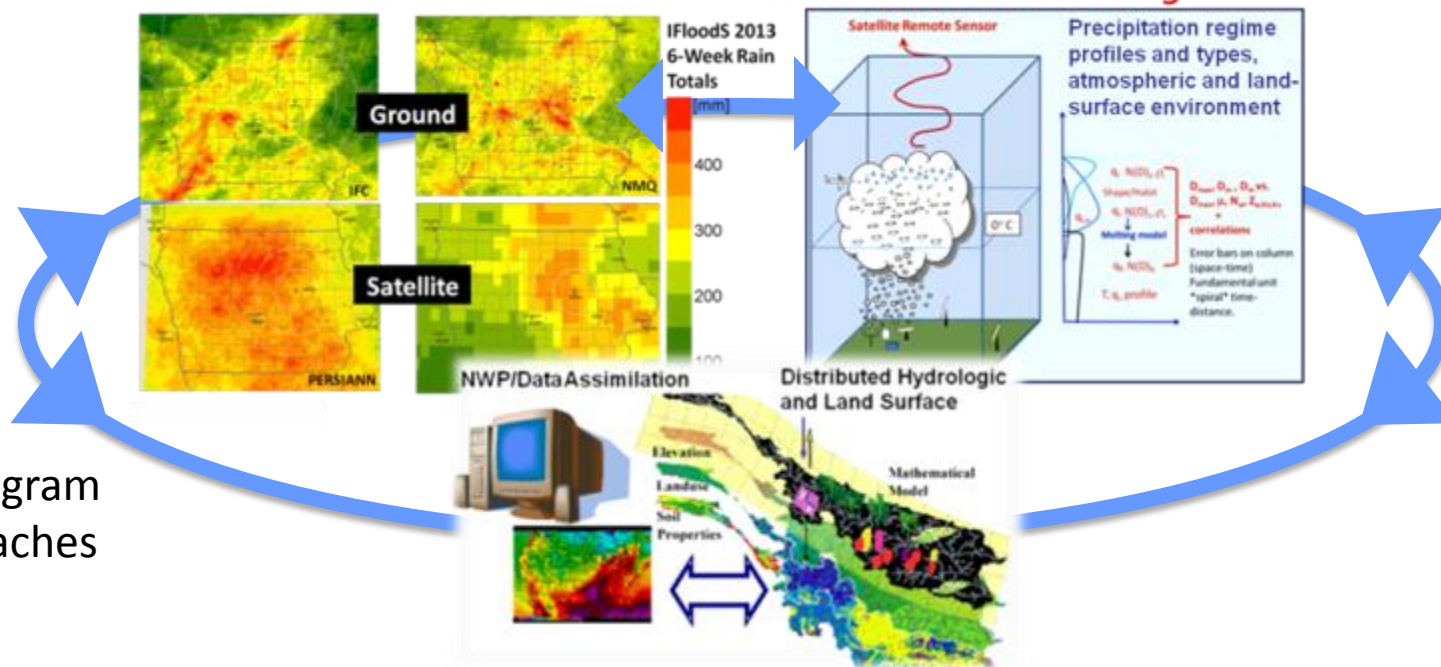 IFloodS 2013
6-Week Rain
Totals
[mm]
400
300
200
100
Ground
IFC
NMQ
Satellite
PERSIANN
Satellite Remote Sensor
Precipitation regime
profiles and types,
atmospheric and land-
surface environment
0° C
Shape/Habit
Melting model
correlations
Error bars on column
(space-time)
Fundamental unit
*spiral* time-
distance.
profile
NWP/Data Assimilation
Distributed Hydrologic
and Land Surface
Elevation
Landuse
Soil
Properties
Mathematical
Model
gram
aches